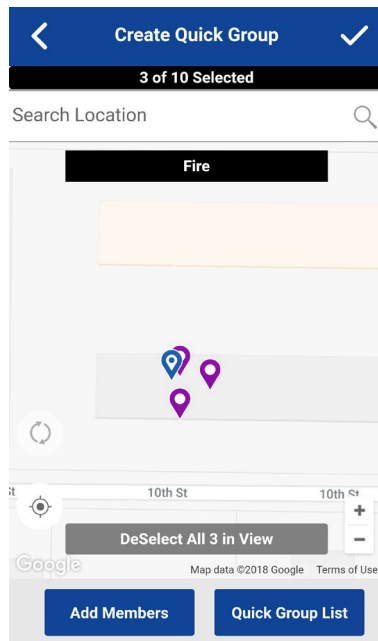 Create Quick Group
3 of 10 Selected
Search Location
Fire
10th St
10th St
DeSelect All 3 in View
Google
Map data ©2018 Google Terms of Use
Add Members Quick Group List